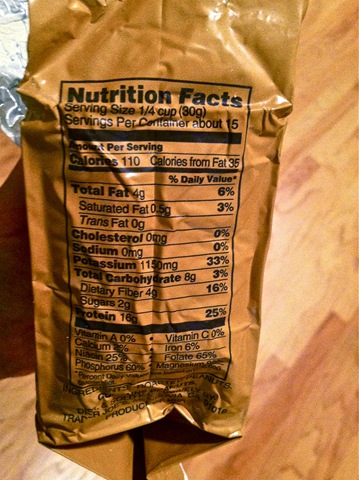 Nutrition Facts
Serving Size 1/4 cup (30g)
Servings Per Container about 15
Amount Per Serving
Calories 110 Calories from Fat 35
% Daily Value*
Total Fat 4g 6%
Saturated Fat 0.5g 3%
Trans Fat 0g
Cholesterol 0mg 0%
Sodium 0mg 0%
Potassium 1150mg 33%
Total Carbohydrate 8g 3%
Dietary Fiber 4g 16%
Sugars 2g
Protein 16g 25%
Vitamin A 0% • Vitamin C 0%
Calcium 8% • Iron 6%
Niacin 25% • Folate 65%
Phosphorus 60% • Magnesium
*Percent Daily